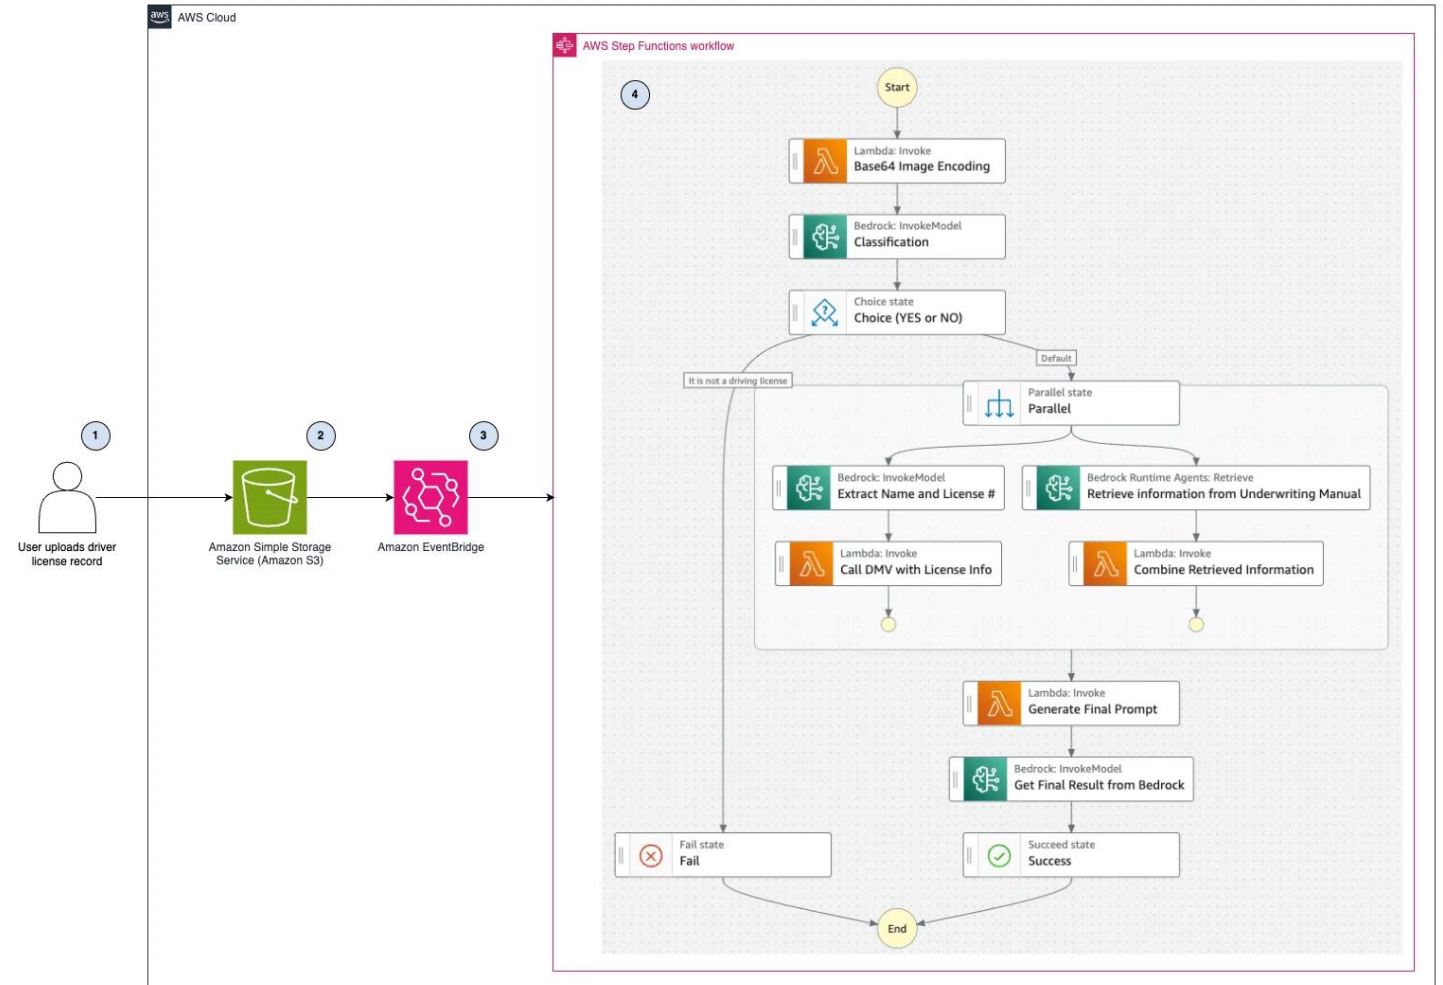 aws
AWS Cloud
AWS Step Functions workflow
4
Start
Lambda: Invoke
Base64 Image Encoding
Bedrock: InvokeModel
Classification
?
Choice state
Choice (YES or NO)
Default
It is not a driving license
Parallel state
Parallel
1
2
3
Bedrock: InvokeModel
Extract Name and License #
Bedrock Runtime Agents: Retrieve
Retrieve information from Underwriting Manual
User uploads driver
license record
Amazon Simple Storage
Service (Amazon S3)
Amazon EventBridge
Lambda: Invoke
Call DMV with License Info
Lambda: Invoke
Combine Retrieved Information
Lambda: Invoke
Generate Final Prompt
Bedrock: InvokeModel
Get Final Result from Bedrock
Fail state
Fail
Succeed state
Success
End